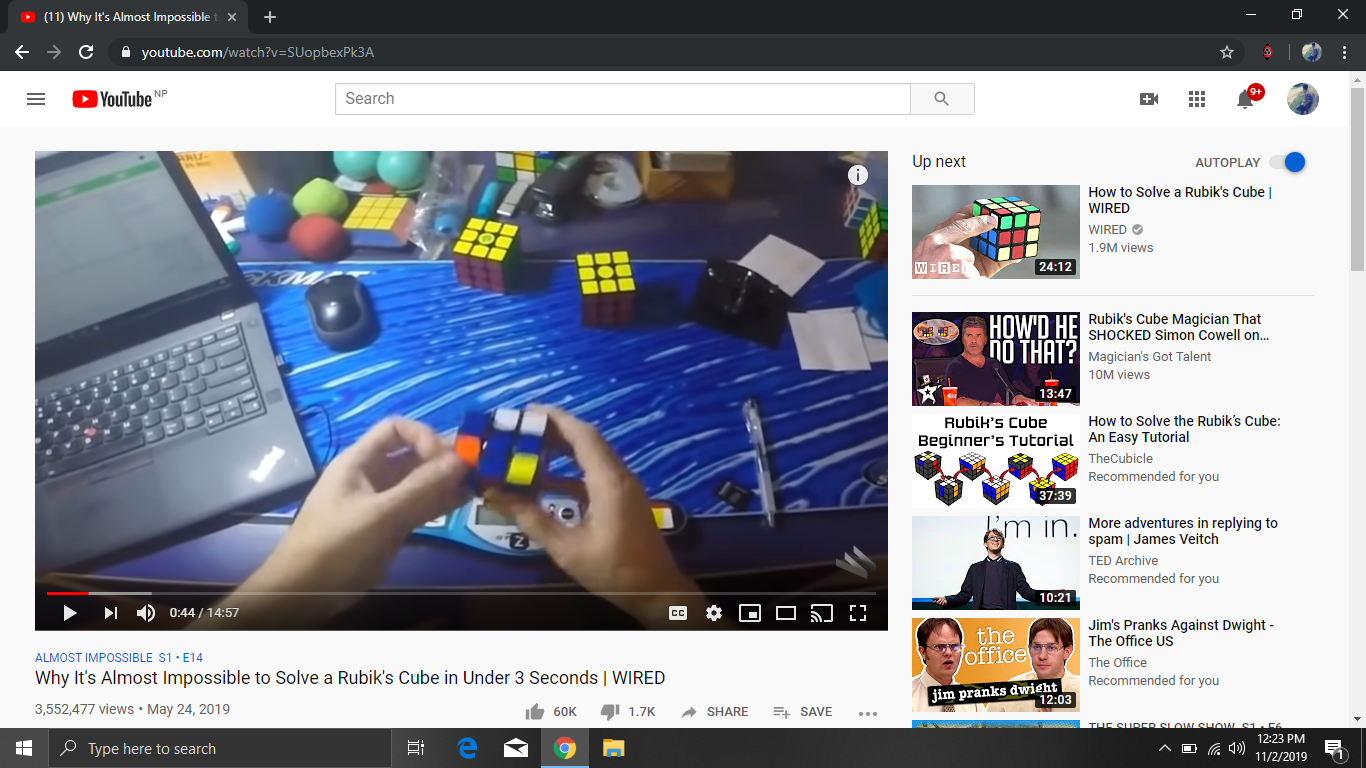 (11) Why It's Almost Impossible t
youtube.com/watch?v=SUopbexPk3A
YouTube NP
Search
9+
Up next
AUTOPLAY
How to Solve a Rubik's Cube |
WIRED
WIRED
1.9M views
WIRED
24:12
Rubik's Cube Magician That
SHOCKED Simon Cowell on...
Magician's Got Talent
10M views
HOW'D HE
DO THAT?
13:47
How to Solve the Rubik's Cube:
An Easy Tutorial
TheCubicle
Recommended for you
Rubik's Cube
Beginner's Tutorial
37:39
More adventures in replying to
spam | James Veitch
TED Archive
Recommended for you
I'm in.
10:21
Jim's Pranks Against Dwight -
The Office US
The Office
Recommended for you
the
office
jim pranks dwight
12:03
THE SUPER SLOW SHOW S1 • E6
0:44 / 14:57
CC
ALMOST IMPOSSIBLE S1 • E14
Why It's Almost Impossible to Solve a Rubik's Cube in Under 3 Seconds | WIRED
3,552,477 views • May 24, 2019
60K
1.7K
SHARE
SAVE
Type here to search
12:23 PM
11/2/2019
1